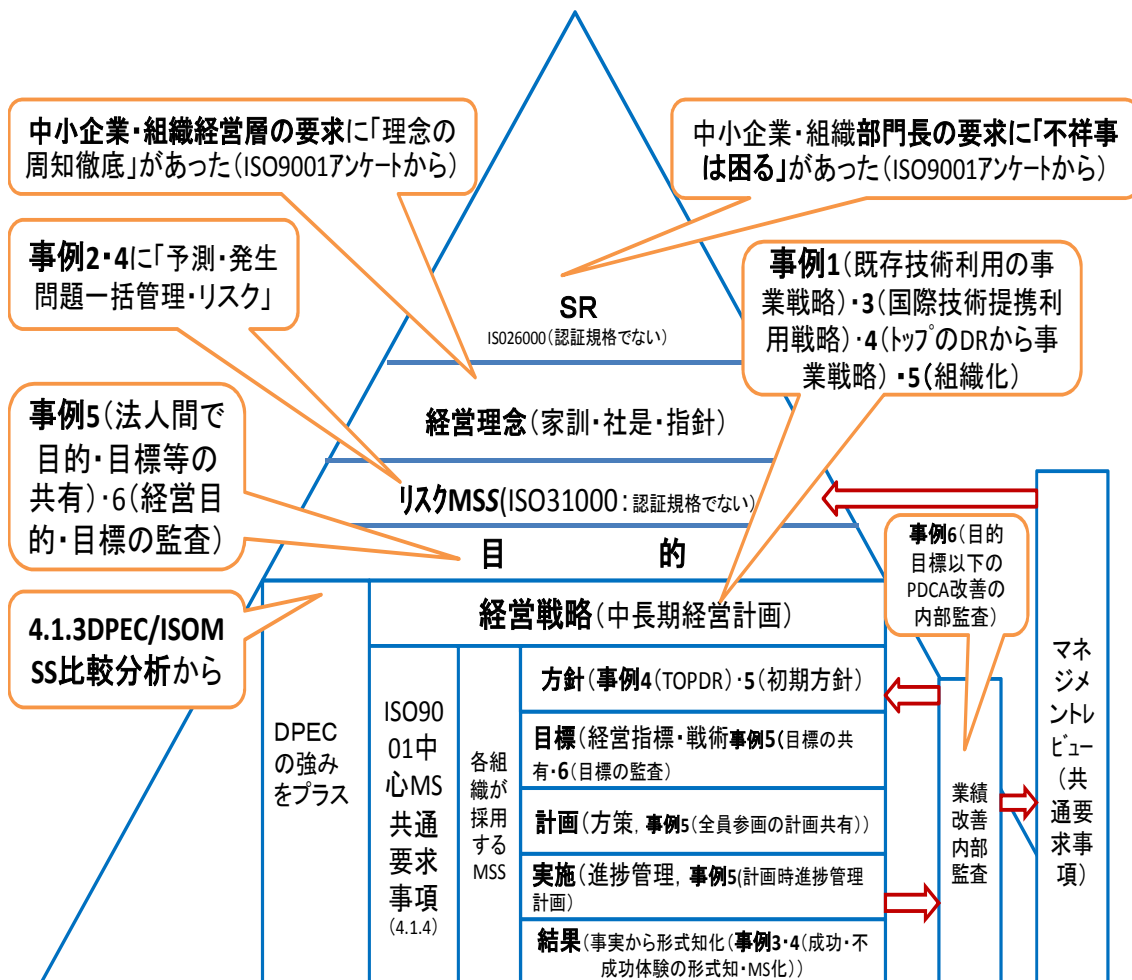 中小企業・組織経営層の要求に「理念の
周知徹底」があった(ISO9001アンケートから)
中小企業・組織部門長の要求に「不祥事
は困る」があった(ISO9001アンケートから)
事例2・4に「予測・発生
問題一括管理・リスク」
事例1(既存技術利用の事
業戦略)・3(国際技術提携利
用戦略)・4(トップのDRから事
業戦略)・5(組織化)
SR
ISO26000(認証規格でない)
事例5(法人間で
目的・目標等の
共有)・6(経営目
的・目標の監査)
経営理念(家訓・社是・指針)
リスクMSS(ISO31000:認証規格でない)
目 的
事例6(目的
目標以下の
PDCA改善の
内部監査)
4.1.3DPEC/ISOM
SS比較分析から
経営戦略(中長期経営計画)
DPEC
の強み
をプラス
ISO90
01中
心MS
共通
要求
事項
(4.1.4)
各組
織が
採用
する
MSS
方針(事例4(TOPDR)・5(初期方針)
目標(経営指標・戦術事例5(目標の共
有・6(目標の監査)
計画(方策, 事例5(全員参画の計画共有))
実施(進捗管理, 事例5(計画時進捗管理
計画)
結果(事実から形式知化(事例3・4(成功・不
成功体験の形式知・MS化))
業績
改善
内部
監査
マネ
ジメ
ントレ
ビュー
(共
通要
求事
項)